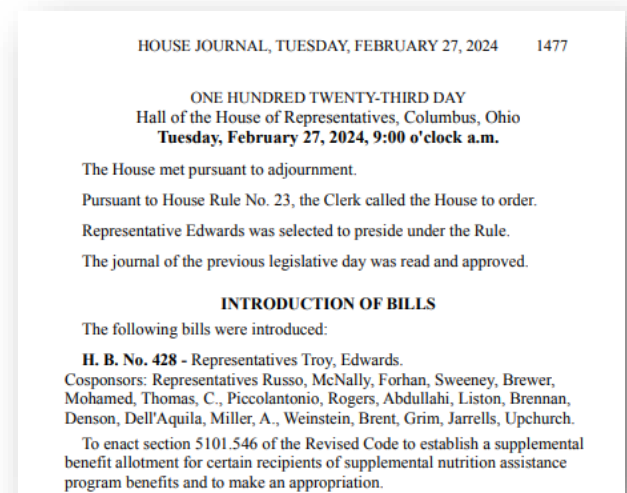 HOUSE JOURNAL, TUESDAY, FEBRUARY 27, 2024 1477
ONE HUNDRED TWENTY-THIRD DAY
Hall of the House of Representatives, Columbus, Ohio
Tuesday, February 27, 2024, 9:00 o'clock a.m.
The House met pursuant to adjournment.
Pursuant to House Rule No. 23, the Clerk called the House to order.
Representative Edwards was selected to preside under the Rule.
The journal of the previous legislative day was read and approved.
INTRODUCTION OF BILLS
The following bills were introduced:
H. B. No. 428 - Representatives Troy, Edwards.
Cosponsors: Representatives Russo, McNally, Forhan, Sweeney, Brewer,
Mohamed, Thomas, C., Piccolantonio, Rogers, Abdullahi, Liston, Brennan,
Denson, Dell'Aquila, Miller, A., Weinstein, Brent, Grim, Jarrells, Upchurch.
To enact section 5101.546 of the Revised Code to establish a supplemental
benefit allotment for certain recipients of supplemental nutrition assistance
program benefits and to make an appropriation.